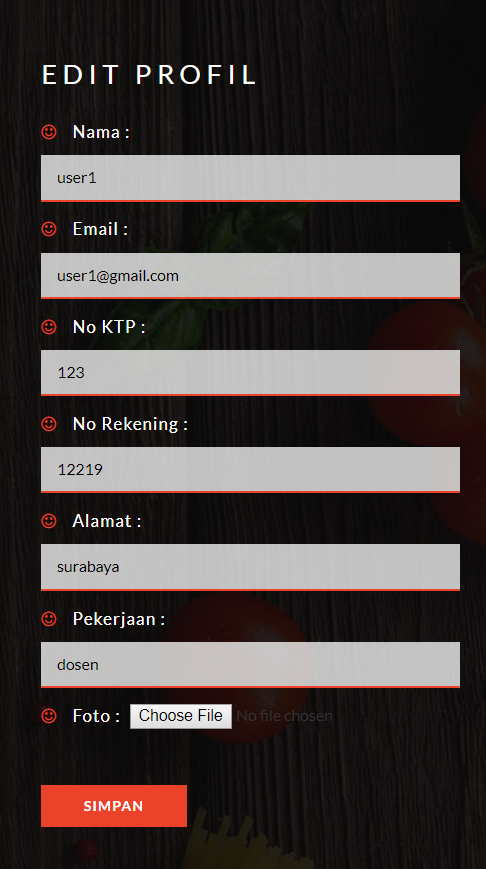 EDIT PROFIL
Nama :
user1
Email :
user1@gmail.com
No KTP :
123
No Rekening :
12219
Alamat :
surabaya
Pekerjaan :
dosen
Foto : Choose File No file chosen
SIMPAN